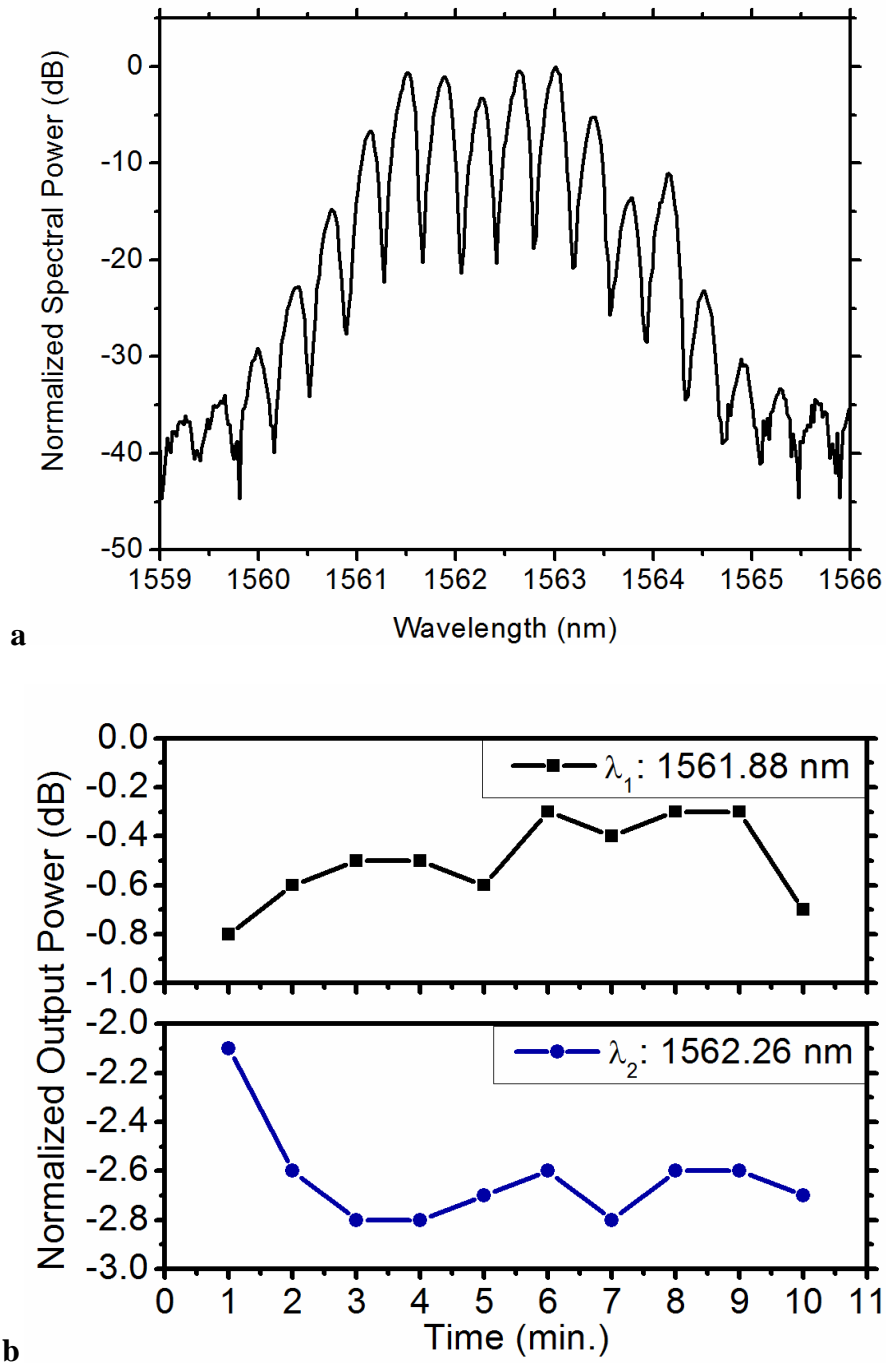 Normalized Spectral Power (dB)
0
-10
-20
-30
-40
-50
1559 1560 1561 1562 1563 1564 1565 1566
Wavelength (nm)
a
Normalized Output Power (dB)
0.0
-0.2
-0.4
-0.6
-0.8
-1.0
λ1: 1561.88 nm
-2.0
-2.2
-2.4
-2.6
-2.8
-3.0
λ2: 1562.26 nm
0 1 2 3 4 5 6 7 8 9 10 11
Time (min.)
b